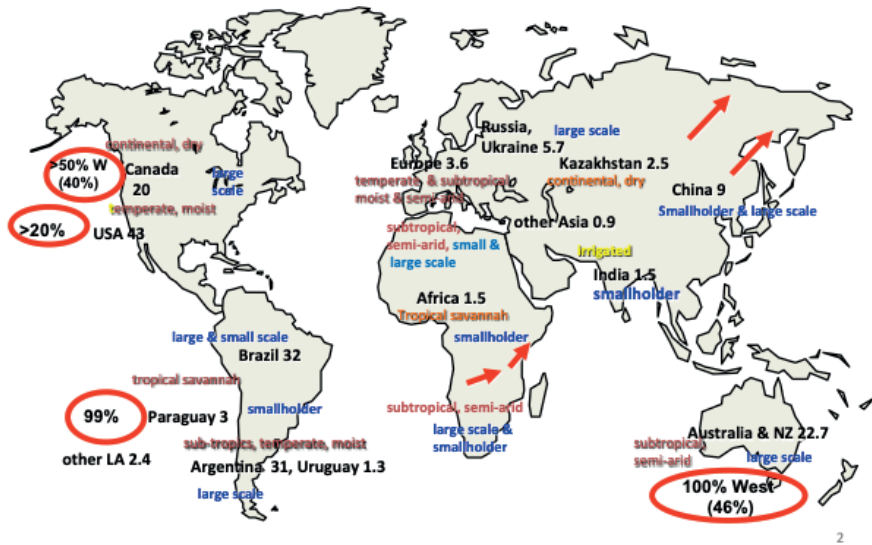 continental, dry
>50% W
(40%)
Canada
20
large
scale
temperate, moist
>20%
USA 43
Russia,
Ukraine 5.7
large scale
Europe 3.6
Kazakhstan 2.5
temperate, & subtropical,
moist & semi-arid
continental, dry
China 9
Smallholder & large scale
other Asia 0.9
subtropical,
semi-arid, small &
large scale
irrigated
India 1.5
smallholder
Africa 1.5
Tropical savannah
smallholder
large & small scale
Brazil 32
tropical savannah
99%
Paraguay 3
smallholder
subtropical, semi-arid
large scale &
smallholder
other LA 2.4
sub-tropics, temperate, moist
Argentina. 31, Uruguay 1.3
large scale
Australia & NZ 22.7
subtropical,
semi-arid
large scale
100% West
(46%)
2